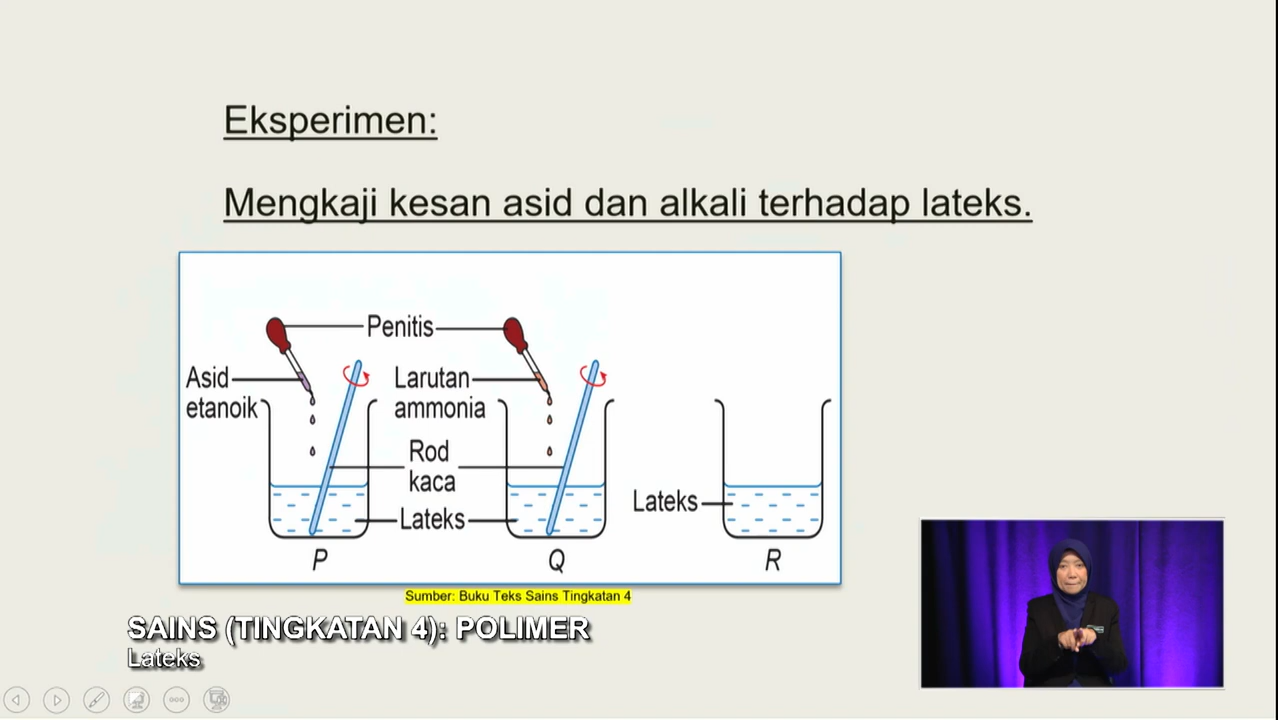 Eksperimen:
Mengkaji kesan asid dan alkali terhadap lateks.
Penitis
Asid
etanoik
Larutan
ammonia
Rod
kaca
Lateks
Lateks
P
Q
R
Sumber: Buku Teks Sains Tingkatan 4
SAINS (TINGKATAN 4): POLIMER
Lateks